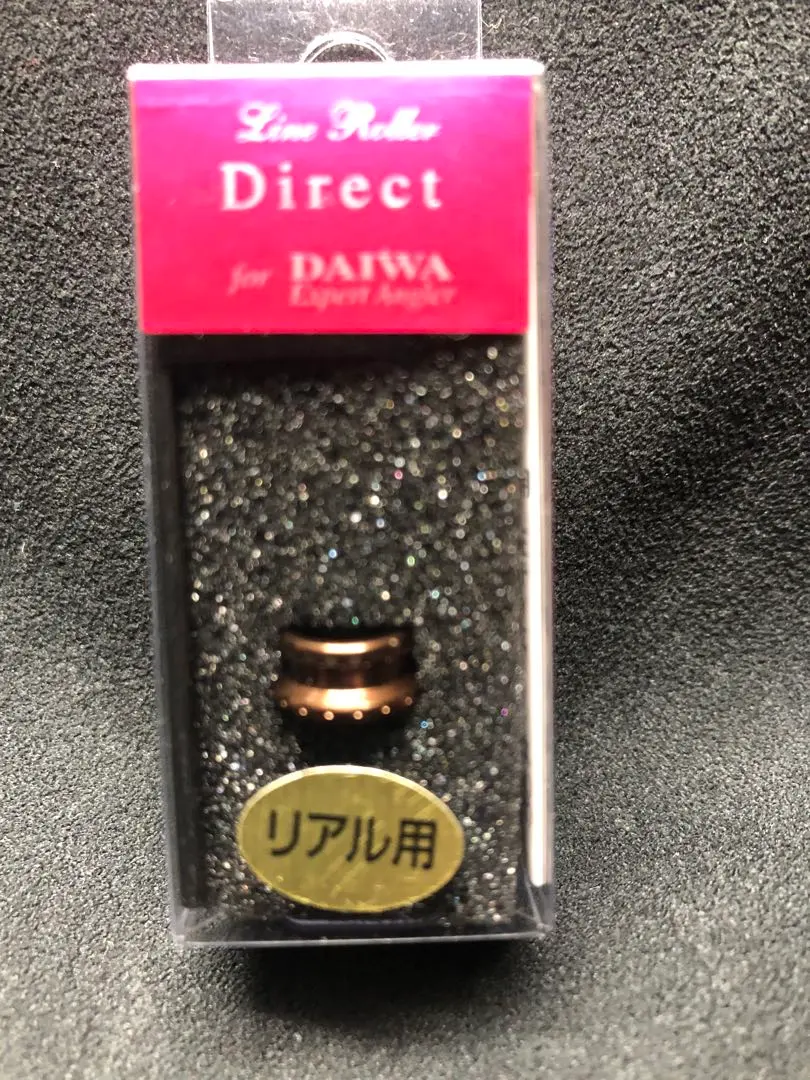 Line Roller
Direct
for DAIWA
Expert Angler
リアル用